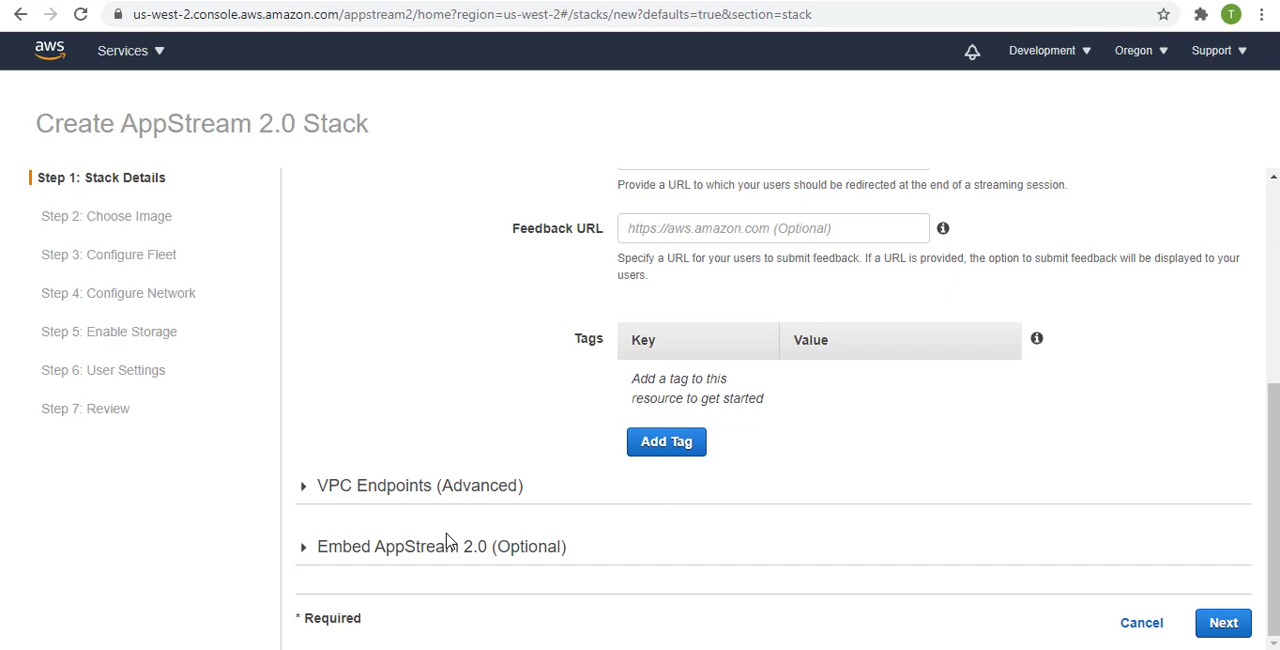 us-west-2.console.aws.amazon.com/appstream2/home?region=us-west-2#/stacks/new?defaults=true&section=stack
T
aws Services Development Oregon Support
Create AppStream 2.0 Stack
Step 1: Stack Details
Step 2: Choose Image
Step 3: Configure Fleet
Step 4: Configure Network
Step 5: Enable Storage
Step 6: User Settings
Step 7: Review
Provide a URL to which your users should be redirected at the end of a streaming session.
Feedback URL https://aws.amazon.com (Optional)
Specify a URL for your users to submit feedback. If a URL is provided, the option to submit feedback will be displayed to your
users.
Tags Key Value
Add a tag to this
resource to get started
Add Tag
VPC Endpoints (Advanced)
Embed AppStream 2.0 (Optional)
* Required
Cancel Next